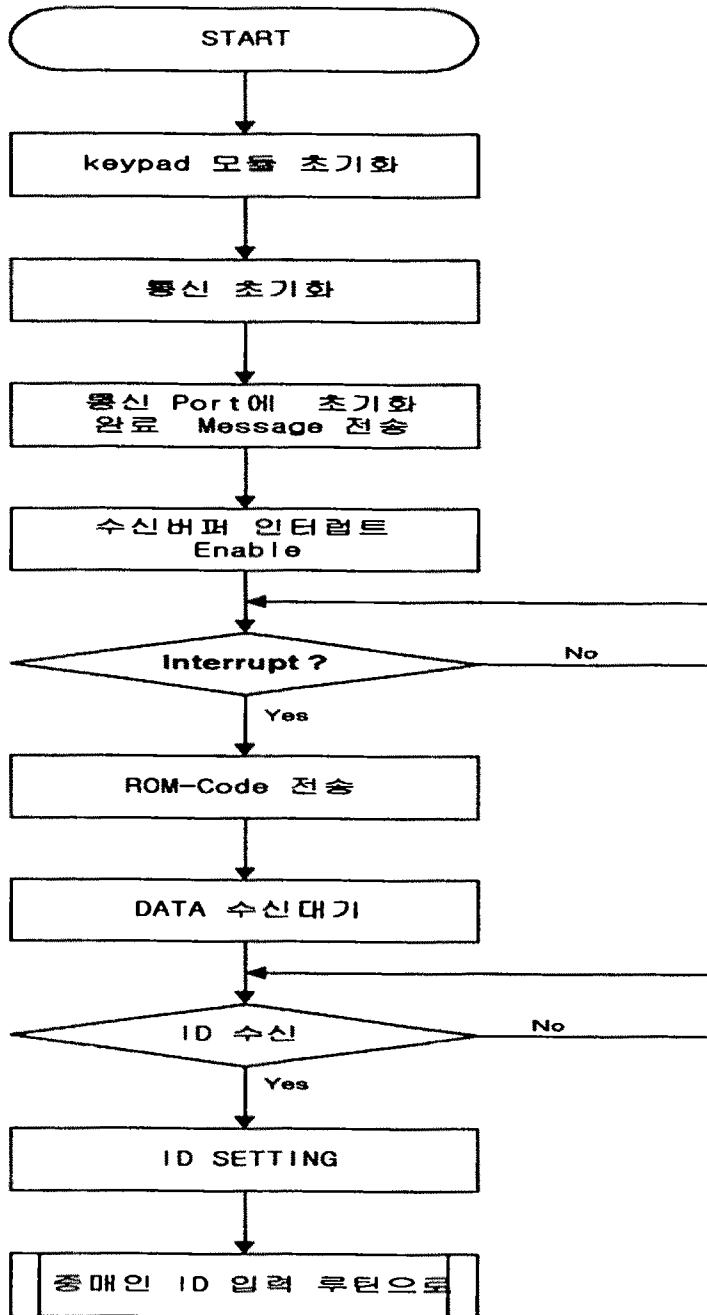 START
keypad 모듈 초기화
통신 초기화
통신 Port에 초기화
완료 Message 전송
수신버퍼 인터럽트
Enable
Interrupt ?
No
Yes
ROM-Code 전송
DATA 수신대기
ID 수신
No
Yes
ID SETTING
중매인 ID 입력 루틴으로